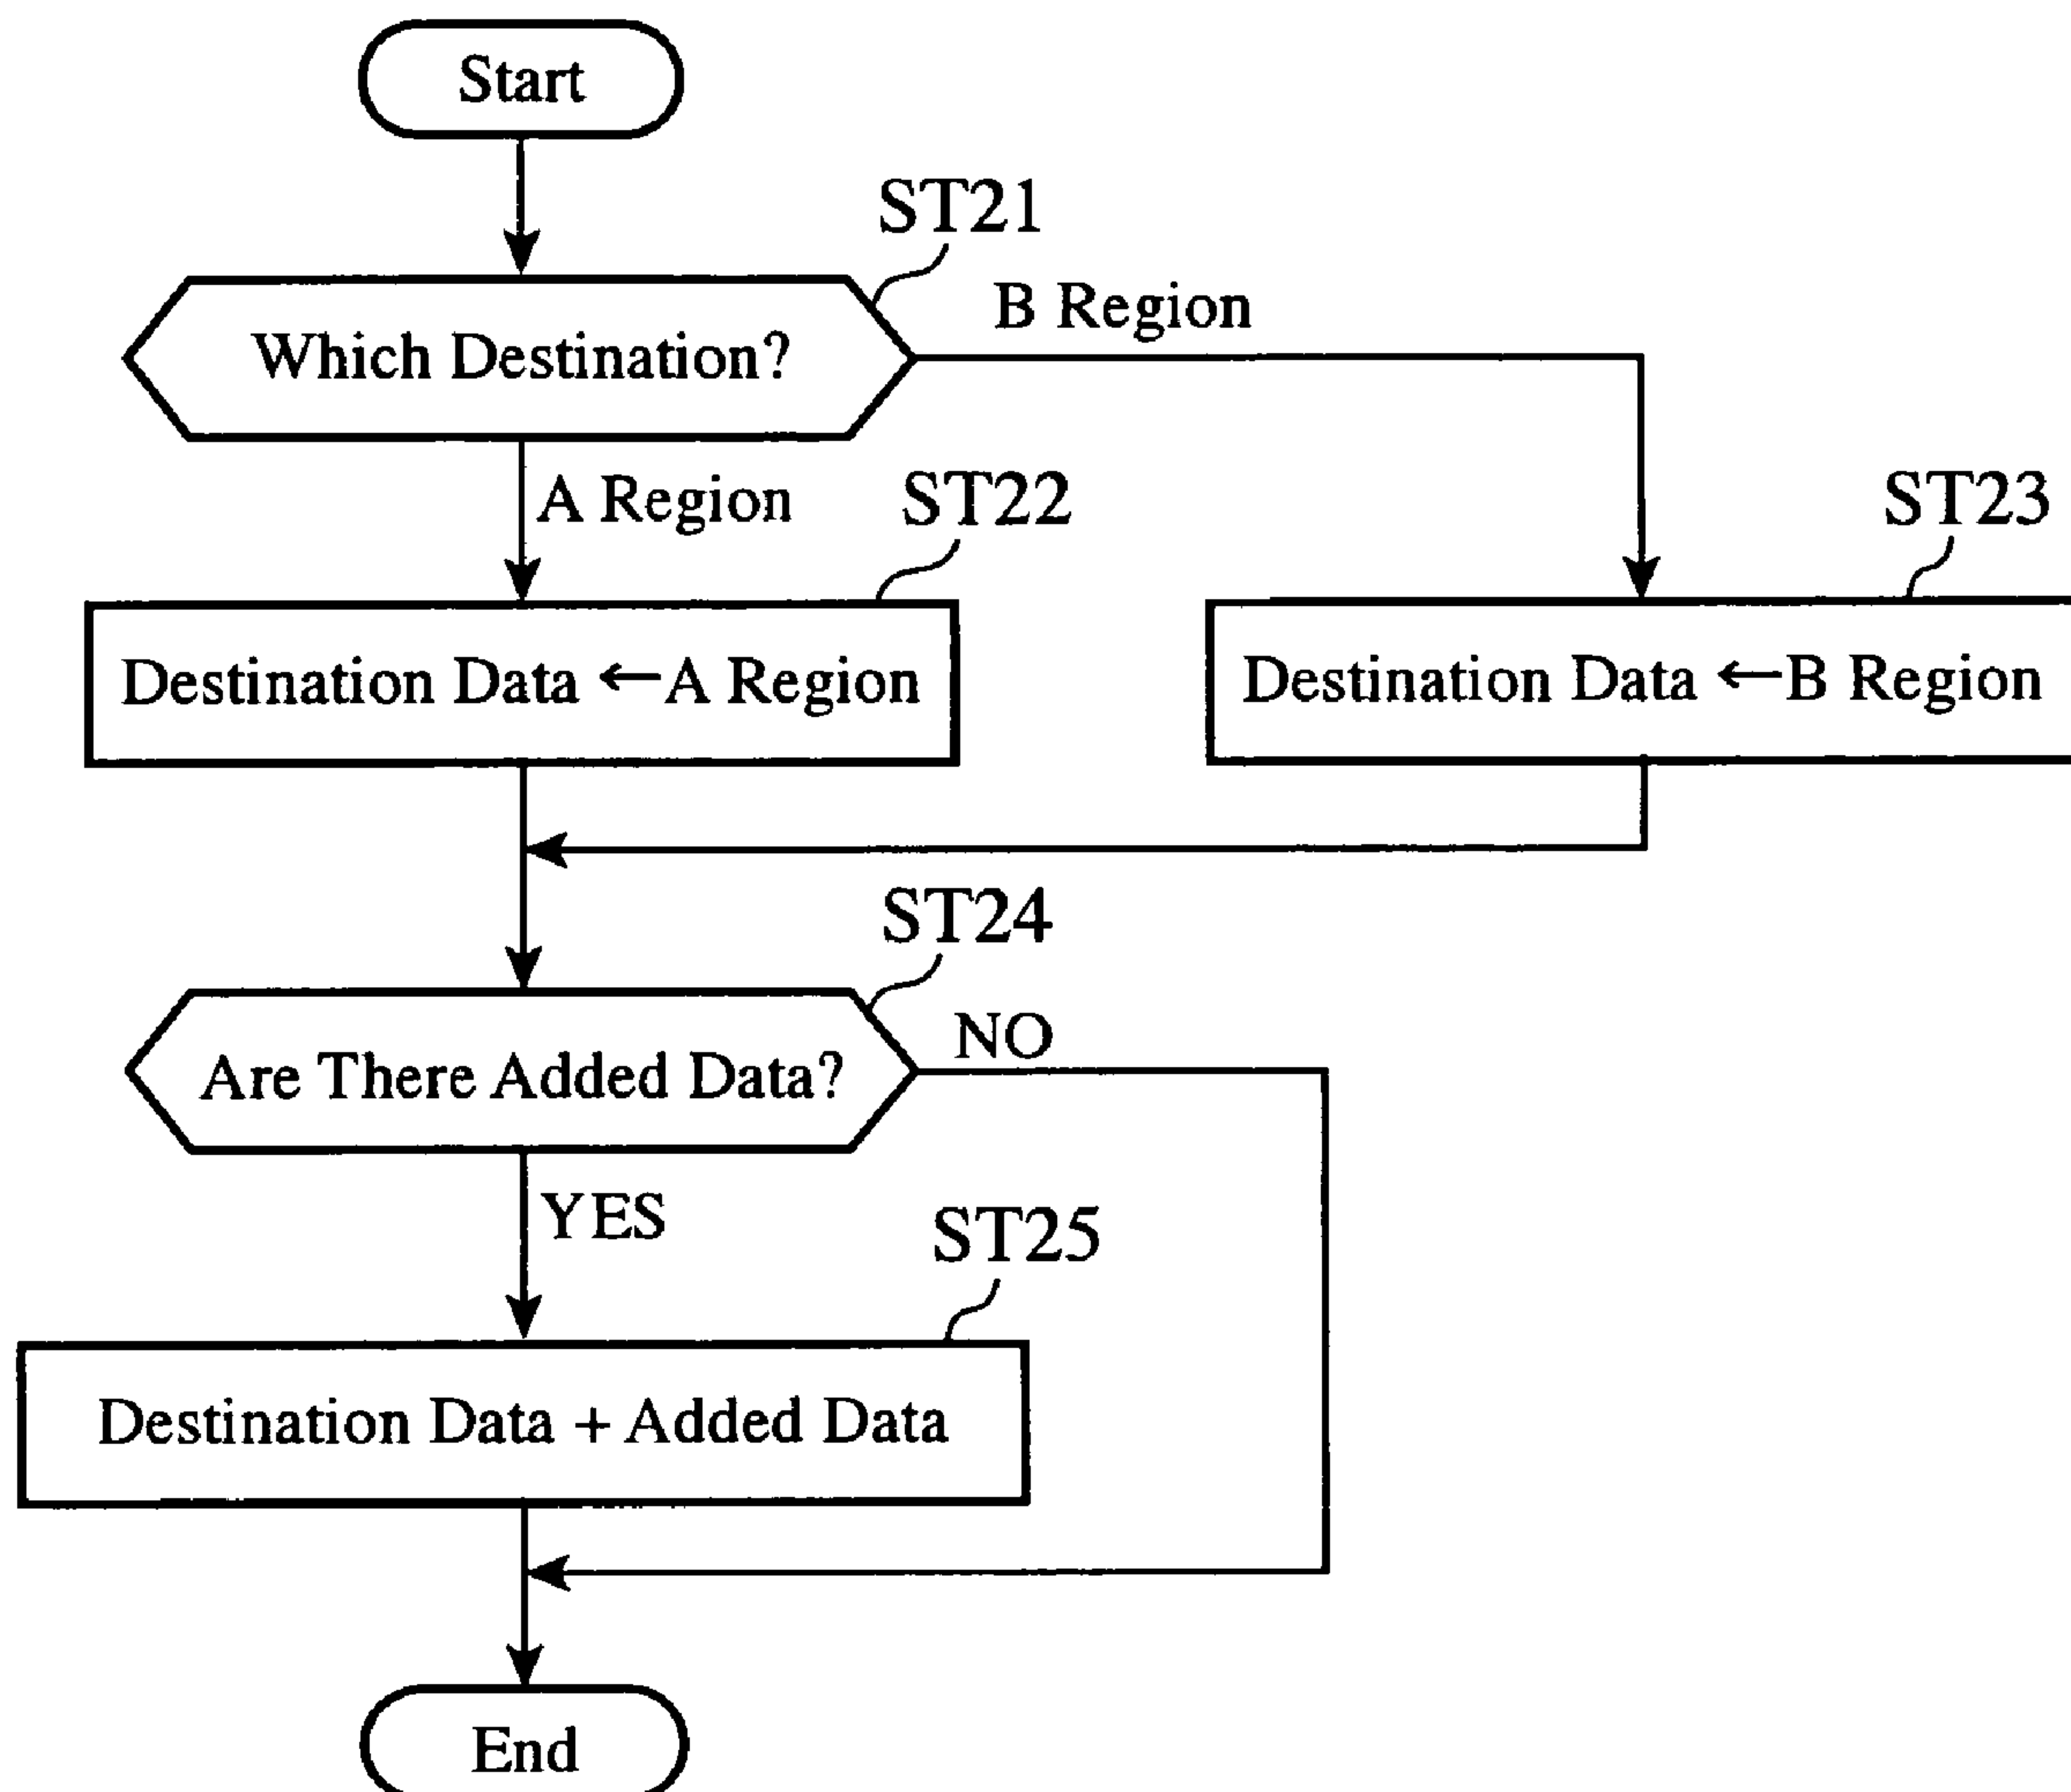 Start
ST21
B Region
Which Destination?
A Region
ST22
ST23
Destination Data ←A Region
Destination Data ←B Region
ST24
NO
Are There Added Data?
YES
ST25
Destination Data + Added Data
End